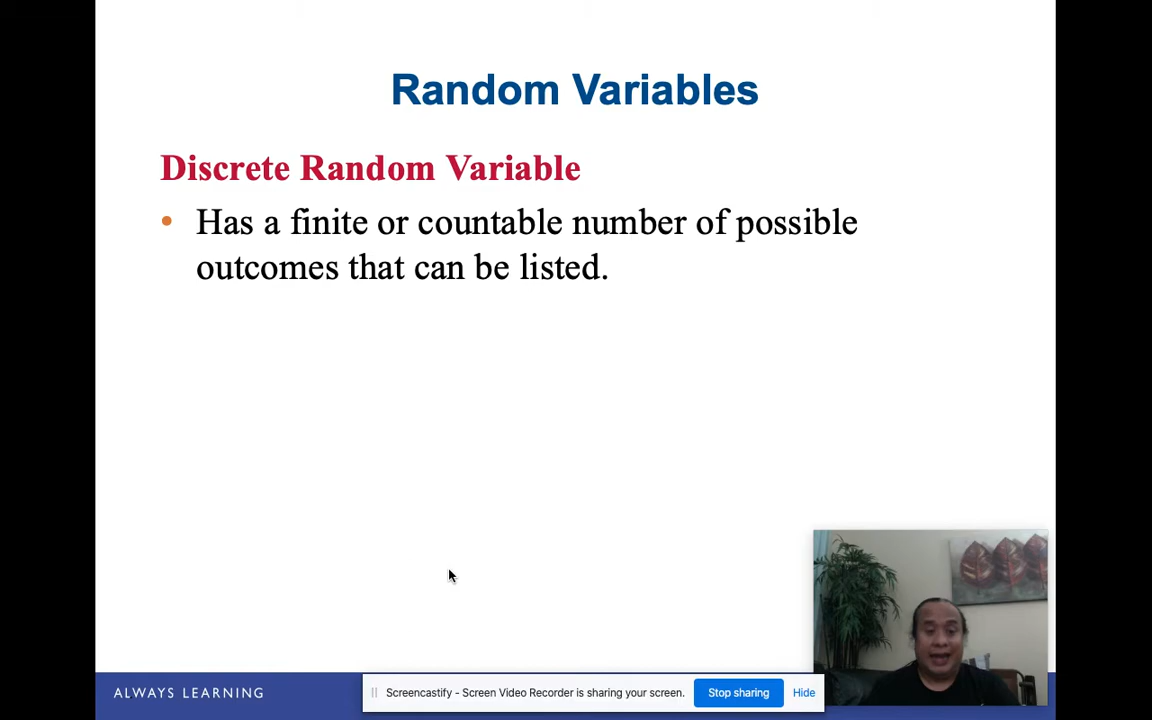 Random Variables
Discrete Random Variable
• Has a finite or countable number of possible
outcomes that can be listed.
ALWAYS LEARNING
Screencastify - Screen Video Recorder is sharing your screen.
Stop sharing
Hide